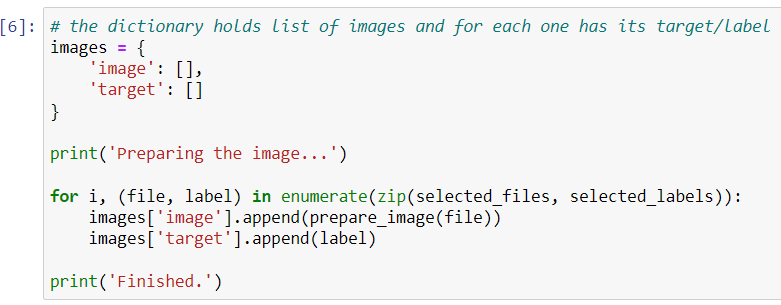 [6]: # the dictionary holds list of images and for each one has its target/label
images = {
    'image': [],
    'target': []
}
print('Preparing the image...')
for i, (file, label) in enumerate(zip(selected_files, selected_labels)):
    images['image'].append(prepare_image(file))
    images['target'].append(label)
print('Finished.')